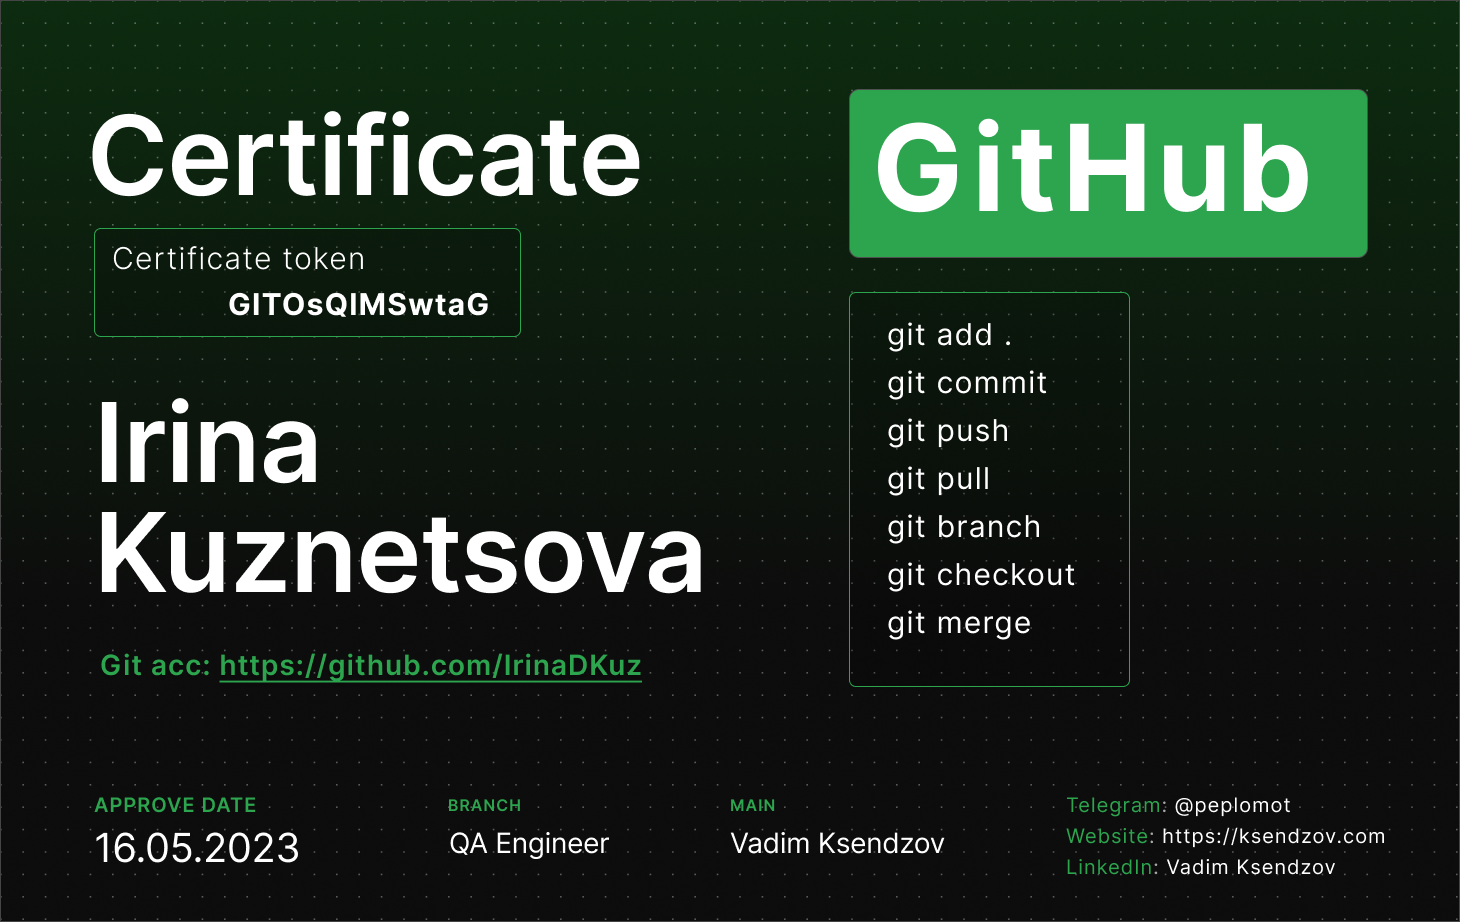 Certificate
Certificate token
GITOsQIMSwtaG
Irina
Kuznetsova
Git acc: https://github.com/IrinaDKuz
GitHub
git add .
git commit
git push
git pull
git branch
git checkout
git merge
APPROVE DATE
16.05.2023
BRANCH
QA Engineer
MAIN
Vadim Ksendzov
Telegram: @peplomot
Website: https://ksendzov.com
LinkedIn: Vadim Ksendzov